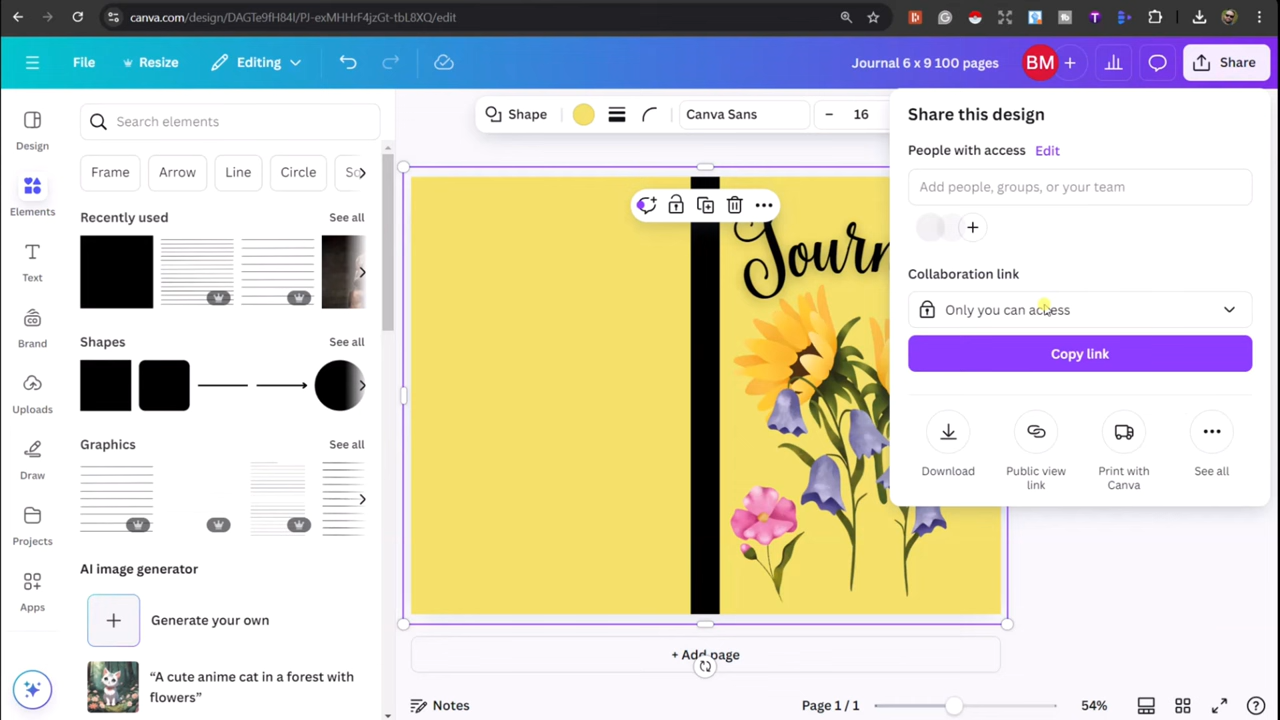 canva.com/design/DAGTe9fH84I/PJ-exMHHrF4jzGt-tbL8XQ/edit
File
Resize
Editing
Journal 6 x 9 100 pages
BM
+
Share
Design
Elements
Text
Brand
Uploads
Draw
Projects
Apps
Search elements
Frame
Arrow
Line
Circle
Recently used
See all
Shapes
See all
Graphics
See all
AI image generator
Generate your own
"A cute anime cat in a forest with
flowers"
Shape
Canva Sans
– 16
Journ
+ Add page
Share this design
People with access Edit
Add people, groups, or your team
Collaboration link
Only you can access
Copy link
Download
Public view
link
Print with
Canva
See all
Notes
Page 1 / 1
54%